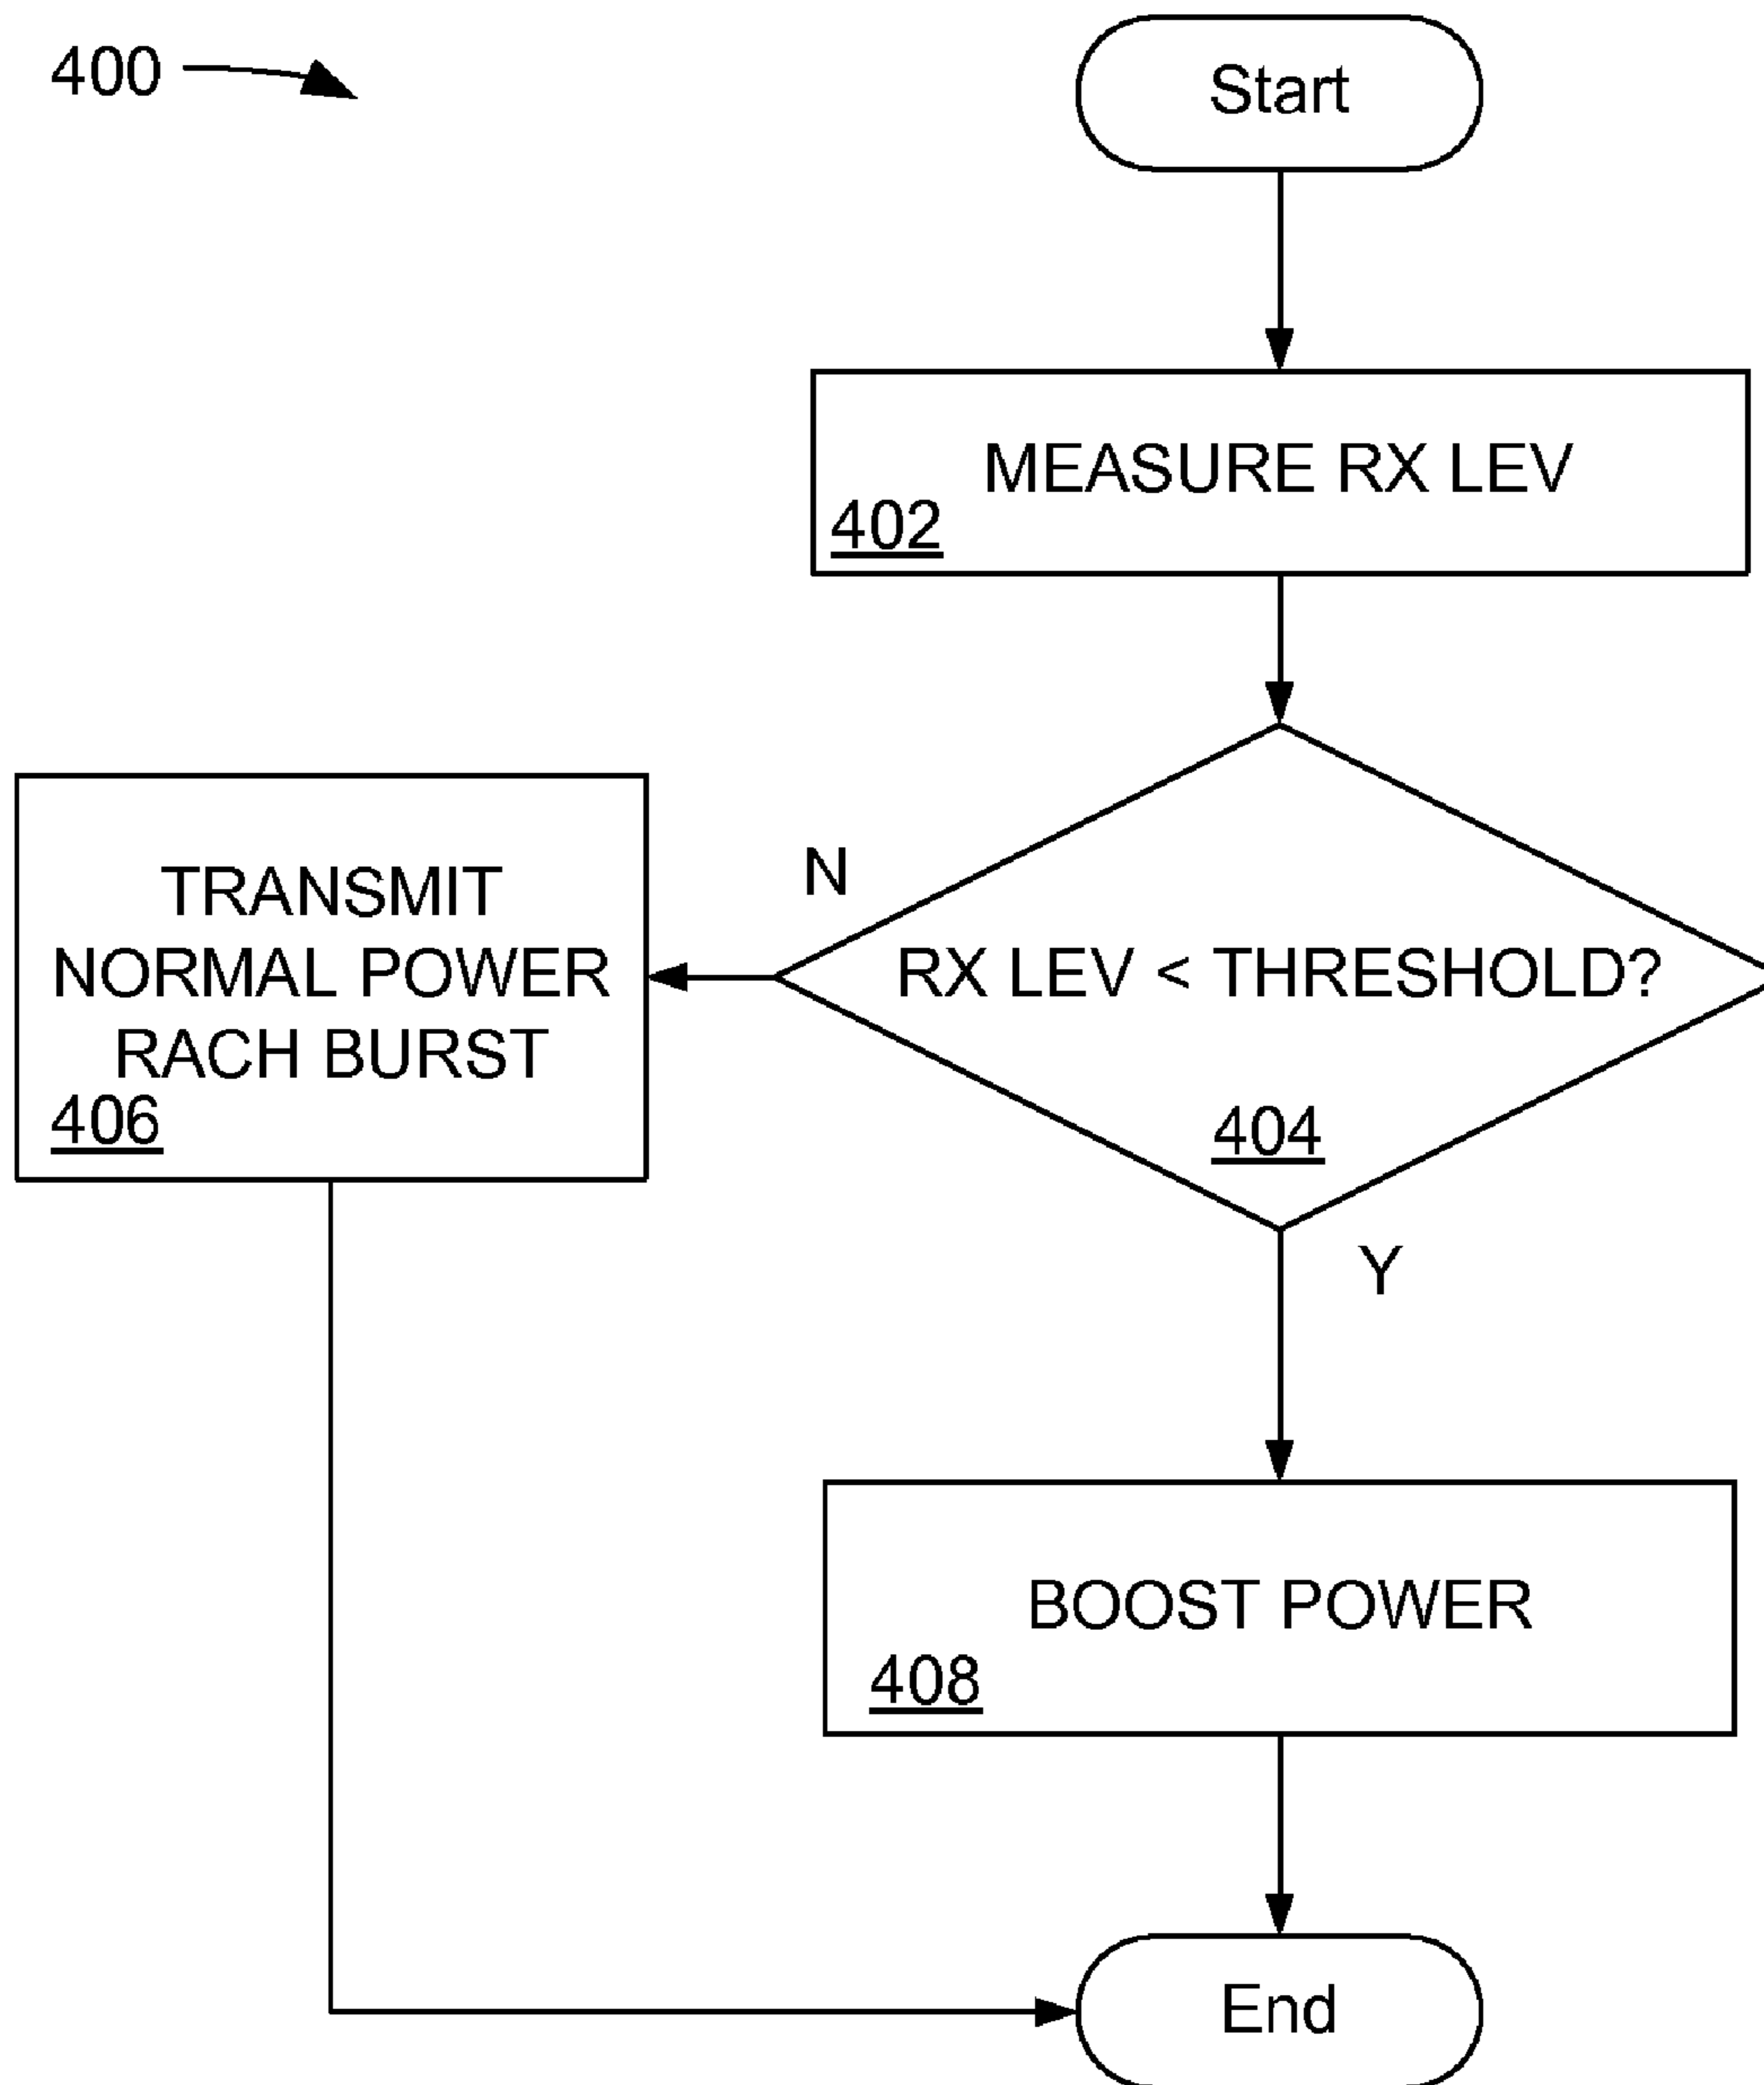 400
Start
MEASURE RX LEV
402
N
RX LEV < THRESHOLD?
404
TRANSMIT
NORMAL POWER
RACH BURST
406
Y
BOOST POWER
408
End